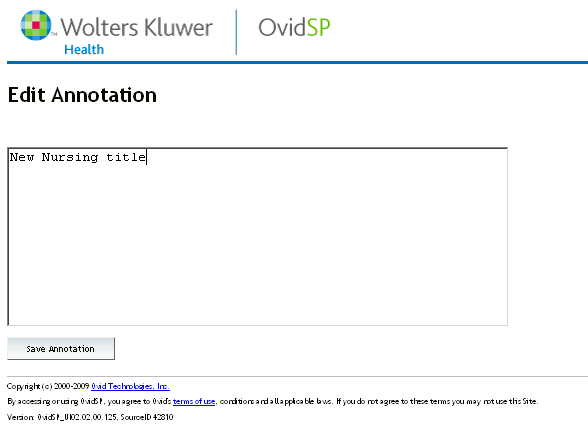 Wolters Kluwer OvidSP
Health
Edit Annotation
New Nursing title
Save Annotation
Copyright (c) 2000-2009 Ovid Technologies, Inc.
By accessing or using OvidSP, you agree to Ovid's terms of use, conditions and all applicable laws. If you do not agree to these terms you may not use this Site.
Version: OvidSP_UI02.02.00.125, SourceID 42810